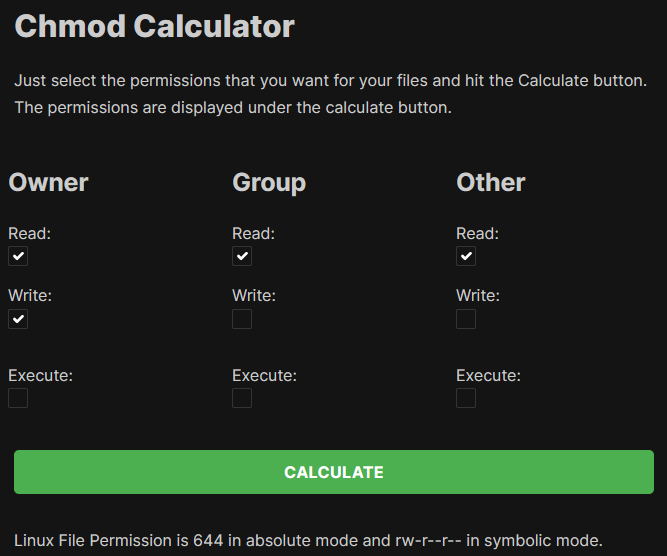 Chmod Calculator
Just select the permissions that you want for your files and hit the Calculate button.
The permissions are displayed under the calculate button.
Owner Group Other
Read: Read: Read:
Write: Write: Write:
Execute: Execute: Execute:
CALCULATE
Linux File Permission is 644 in absolute mode and rw-r--r-- in symbolic mode.